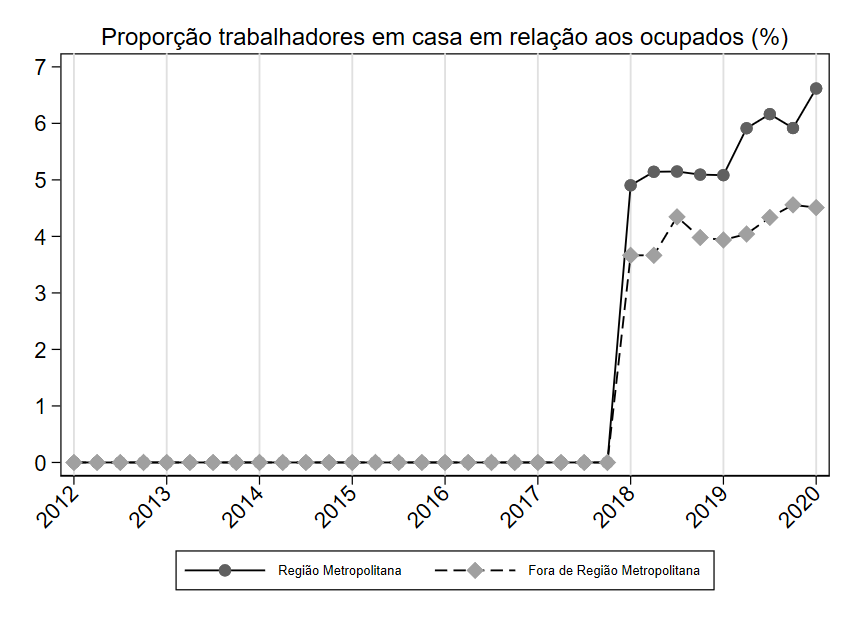 Proporção trabalhadores em casa em relação aos ocupados (%)
7
6
5
4
3
2
1
0
2012 2013 2014 2015 2016 2017 2018 2019 2020
Região Metropolitana Fora de Região Metropolitana